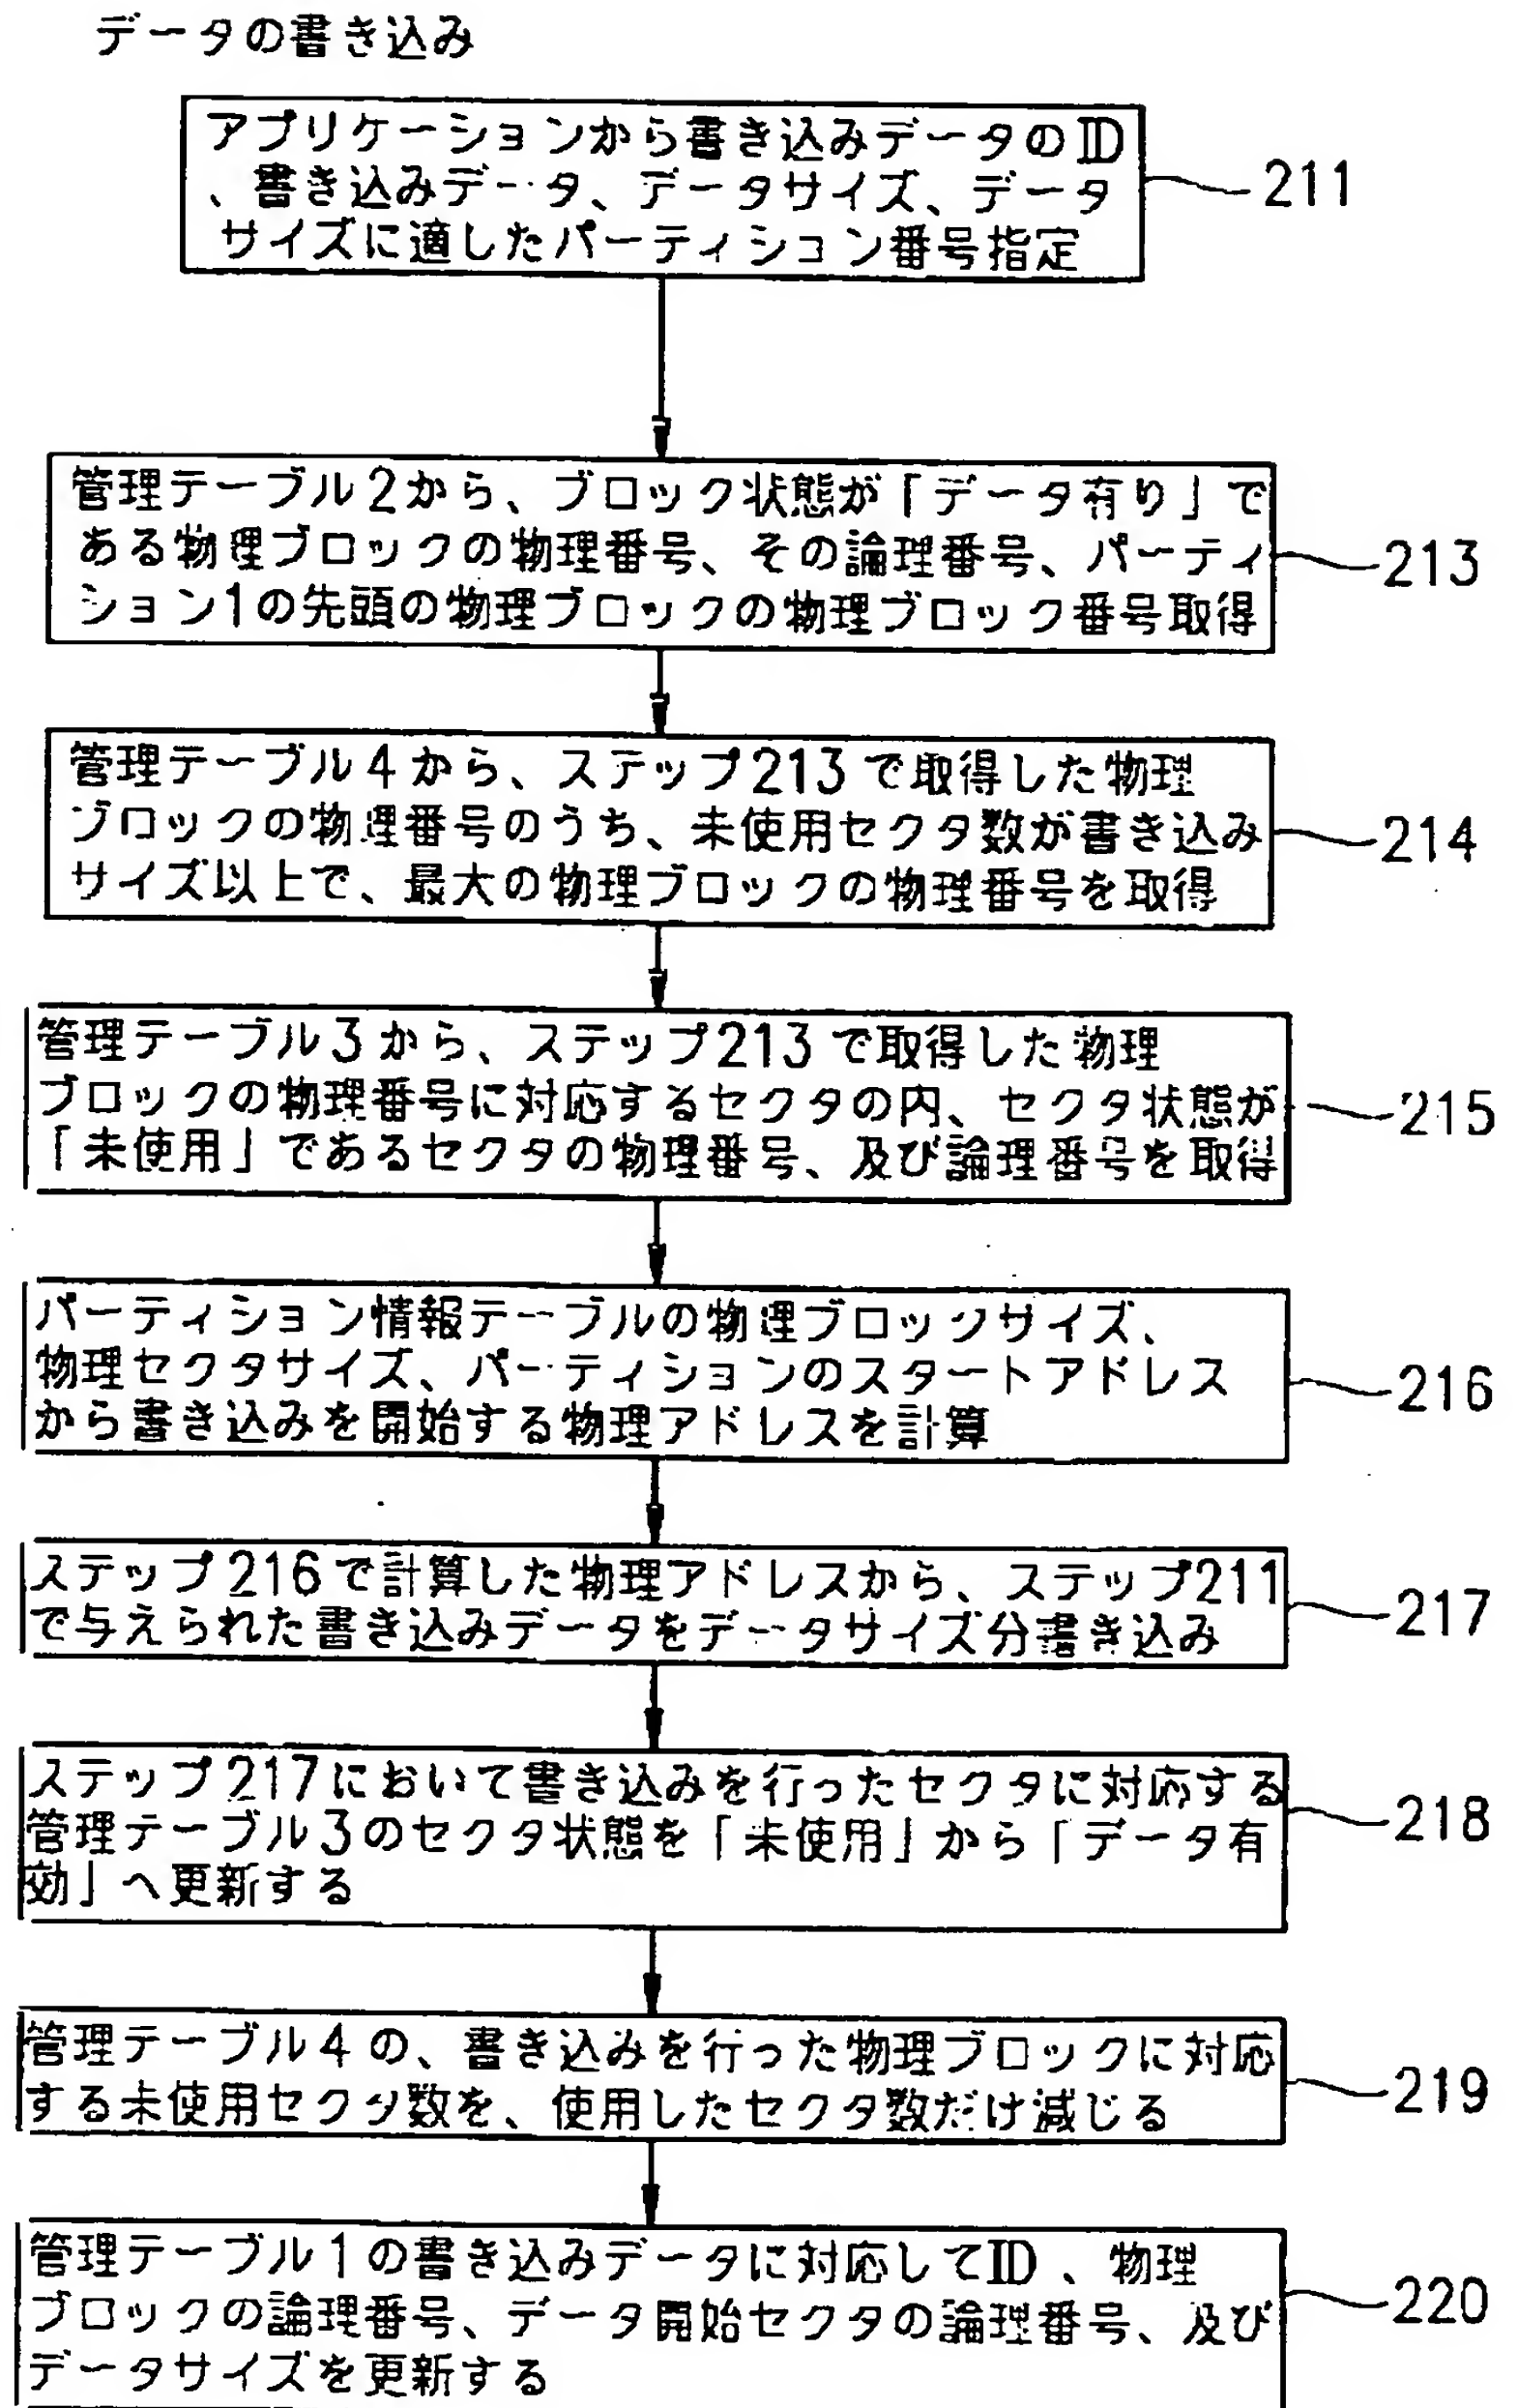 データの書き込み
アプリケーションから書き込みデータのID
、書き込みデータ、データサイズ、データ
サイズに適したパーティション番号指定
211
管理テーブル2から、ブロック状態が「データ有り」で
ある物理ブロックの物理番号、その論理番号、パーティ
ション1の先頭の物理ブロックの物理ブロック番号取得
213
管理テーブル4から、ステップ213で取得した物理
ブロックの物理番号のうち、未使用セクタ数が書き込み
サイズ以上で、最大の物理ブロックの物理番号を取得
214
管理テーブル3から、ステップ213で取得した物理
ブロックの物理番号に対応するセクタの内、セクタ状態が
「未使用」であるセクタの物理番号、及び論理番号を取得
215
パーティション情報テーブルの物理ブロックサイズ、
物理セクタサイズ、パーティションのスタートアドレス
から書き込みを開始する物理アドレスを計算
216
ステップ216で計算した物理アドレスから、ステップ211
で与えられた書き込みデータをデータサイズ分書き込み
217
ステップ217において書き込みを行ったセクタに対応する
管理テーブル3のセクタ状態を「未使用」から「データ有
効」へ更新する
218
管理テーブル4の、書き込みを行った物理ブロックに対応
する未使用セクタ数を、使用したセクタ数だけ減じる
219
管理テーブル1の書き込みデータに対応してID、物理
ブロックの論理番号、データ開始セクタの論理番号、及び
データサイズを更新する
220